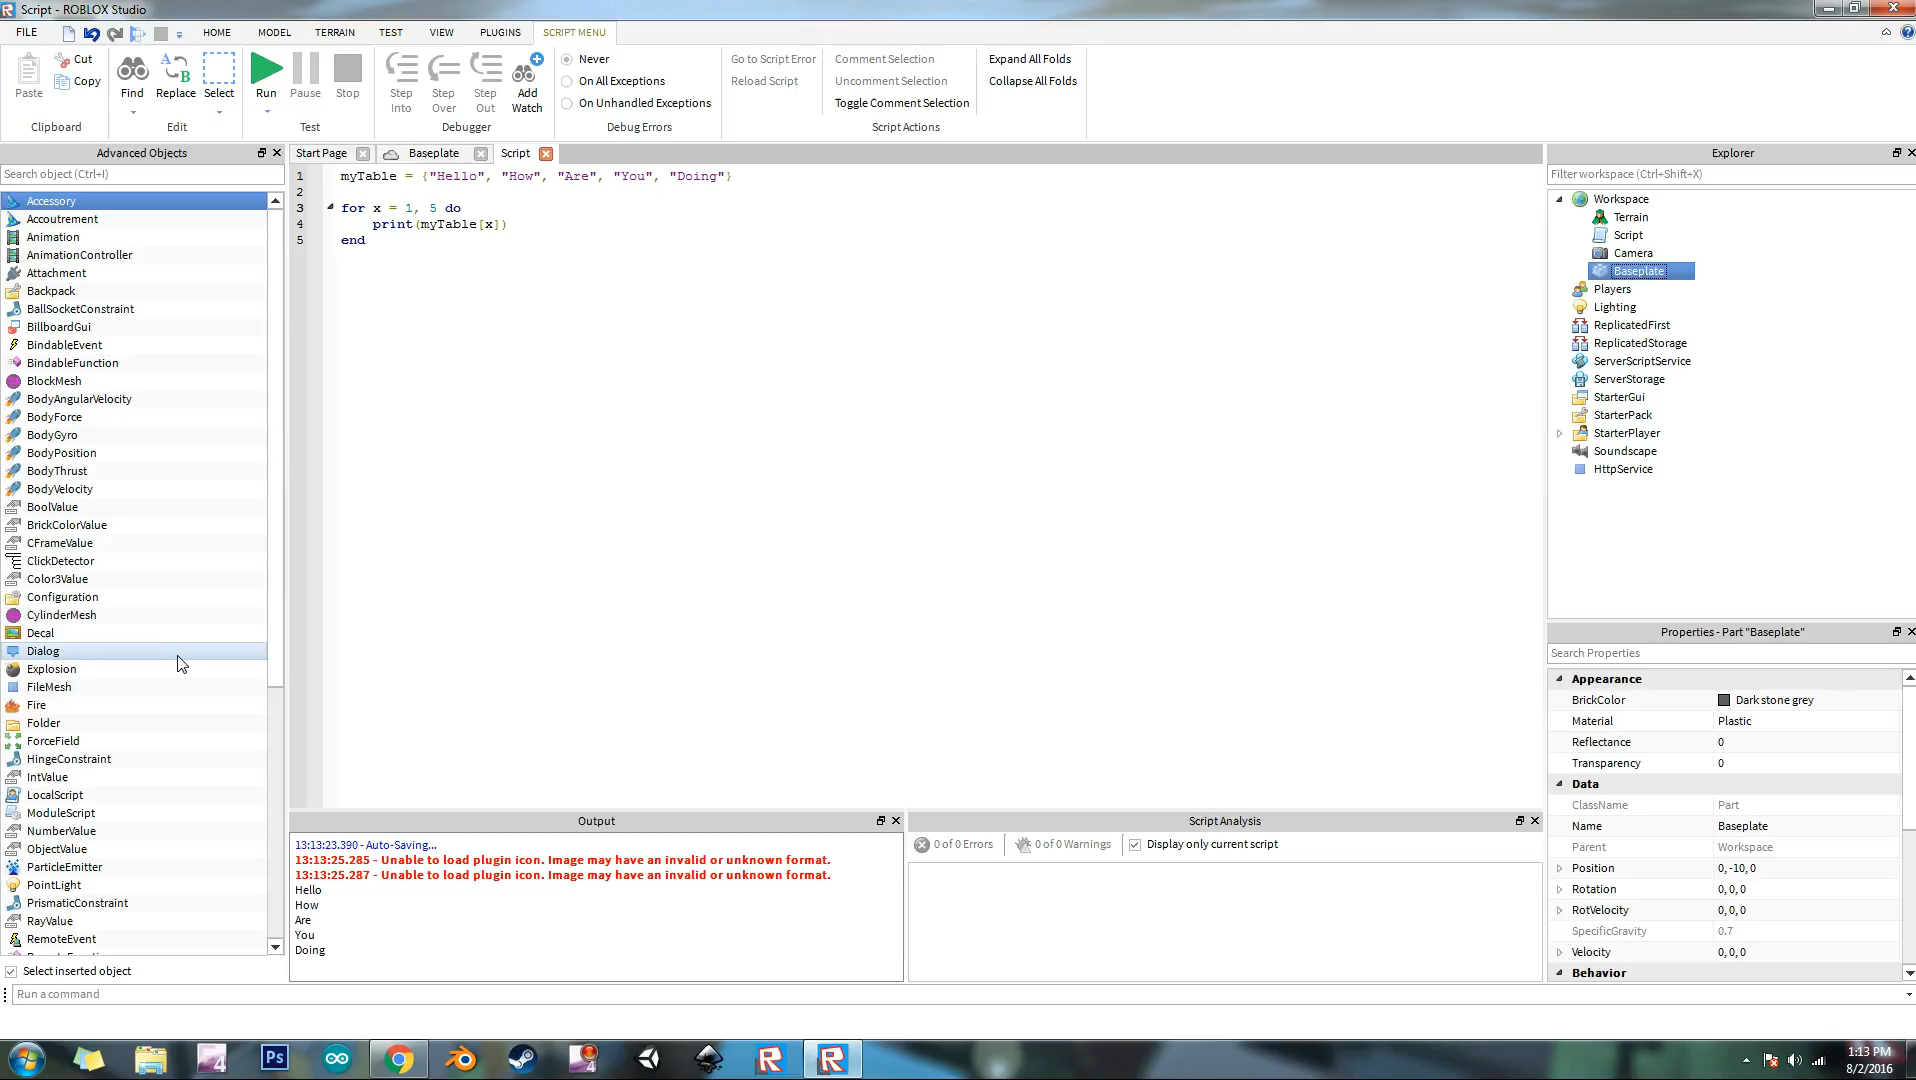 Script - ROBLOX Studio
FILE HOME MODEL TERRAIN TEST VIEW PLUGINS SCRIPT MENU
Paste
Cut
Copy
Clipboard
Find
Replace
Select
Edit
Run
Pause
Stop
Test
Step Into
Step Over
Step Out
Add Watch
Debugger
Never
On All Exceptions
On Unhandled Exceptions
Debug Errors
Go to Script Error
Reload Script
Comment Selection
Uncomment Selection
Toggle Comment Selection
Script Actions
Expand All Folds
Collapse All Folds
Advanced Objects
Search object (Ctrl+I)
Accessory
Accoutrement
Animation
AnimationController
Attachment
Backpack
BallSocketConstraint
BillboardGui
BindableEvent
BindableFunction
BlockMesh
BodyAngularVelocity
BodyForce
BodyGyro
BodyPosition
BodyThrust
BodyVelocity
BoolValue
BrickColorValue
CFrameValue
ClickDetector
Color3Value
Configuration
CylinderMesh
Decal
Dialog
Explosion
FileMesh
Fire
Folder
ForceField
HingeConstraint
IntValue
LocalScript
ModuleScript
NumberValue
ObjectValue
ParticleEmitter
PointLight
PrismaticConstraint
RayValue
RemoteEvent
Select inserted object
Run a command
Start Page Baseplate Script
1 myTable = {"Hello", "How", "Are", "You", "Doing"}
2
3 for x = 1, 5 do
4 print(myTable[x])
5 end
Output
13:13:23.390 - Auto-Saving...
13:13:25.285 - Unable to load plugin icon. Image may have an invalid or unknown format.
13:13:25.287 - Unable to load plugin icon. Image may have an invalid or unknown format.
Hello
How
Are
You
Doing
Script Analysis
0 of 0 Errors 0 of 0 Warnings Display only current script
Explorer
Filter workspace (Ctrl+Shift+X)
Workspace
Terrain
Script
Camera
Baseplate
Players
Lighting
ReplicatedFirst
ReplicatedStorage
ServerScriptService
ServerStorage
StarterGui
StarterPack
StarterPlayer
Soundscape
HttpService
Properties - Part "Baseplate"
Search Properties
Appearance
BrickColor Dark stone grey
Material Plastic
Reflectance 0
Transparency 0
Data
ClassName Part
Name Baseplate
Parent Workspace
Position 0, -10, 0
Rotation 0, 0, 0
RotVelocity 0, 0, 0
SpecificGravity 0.7
Velocity 0, 0, 0
Behavior
Ps
4
4
1:13 PM
8/2/2016